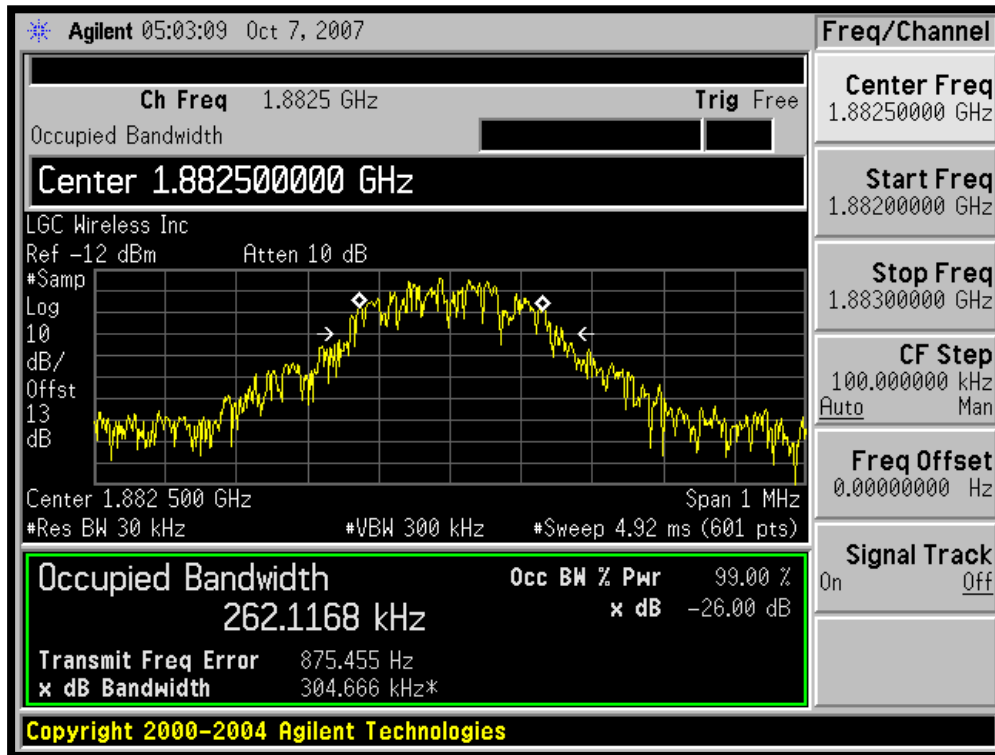 Agilent 05:03:09 Oct 7, 2007
Freq/Channel
Ch Freq 1.8825 GHz Trig Free
Occupied Bandwidth
Center 1.882500000 GHz
LGC Wireless Inc
Ref -12 dBm Atten 10 dB
#Samp
Log
10
dB/
Offst
13
dB
Center 1.882 500 GHz Span 1 MHz
#Res BW 30 kHz #VBW 300 kHz #Sweep 4.92 ms (601 pts)
Occupied Bandwidth
262.1168 kHz
Occ BW % Pwr 99.00 %
x dB -26.00 dB
Transmit Freq Error 875.455 Hz
x dB Bandwidth 304.666 kHz*
Center Freq
1.88250000 GHz
Start Freq
1.88200000 GHz
Stop Freq
1.88300000 GHz
CF Step
100.000000 kHz
Auto Man
Freq Offset
0.00000000 Hz
Signal Track
On Off
Copyright 2000-2004 Agilent Technologies